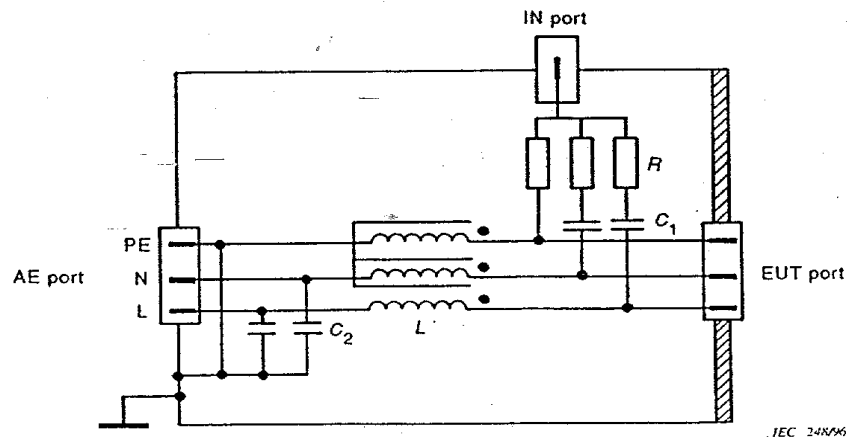 IN port
R
C1
PE
AE port
N
EUT port
L
C2
L
IEC 248/96